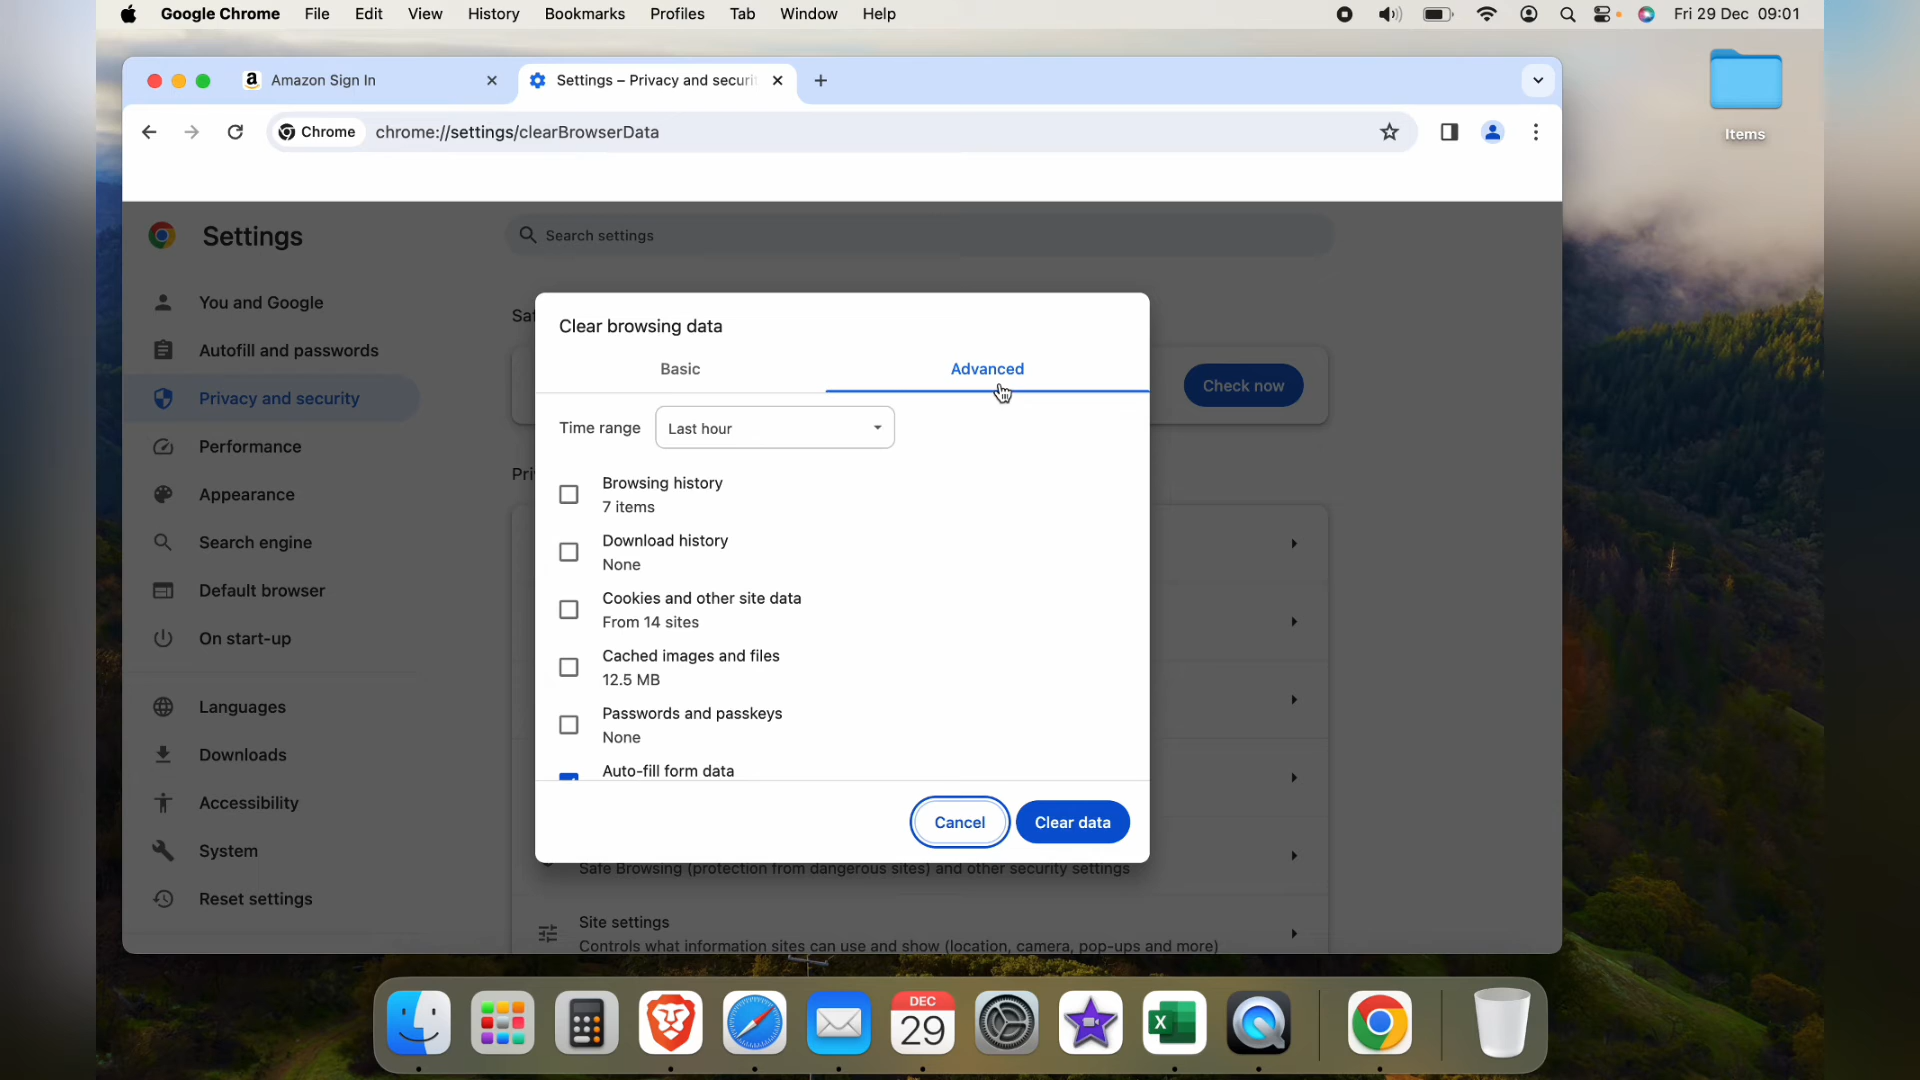 Google Chrome File Edit View History Bookmarks Profiles Tab Window Help Fri 29 Dec 09:01
a Amazon Sign In Settings – Privacy and securi
Chrome chrome://settings/clearBrowserData
Items
Settings
Search settings
You and Google
Autofill and passwords
Privacy and security
Performance
Appearance
Search engine
Default browser
On start-up
Languages
Downloads
Accessibility
System
Reset settings
Sa
Check now
Pri
Clear browsing data
Basic Advanced
Time range Last hour
Browsing history
7 items
Download history
None
Cookies and other site data
From 14 sites
Cached images and files
12.5 MB
Passwords and passkeys
None
Auto-fill form data
Cancel Clear data
Safe Browsing (protection from dangerous sites) and other security settings
Site settings
Controls what information sites can use and show (location, camera, pop-ups and more)
DEC
29
X